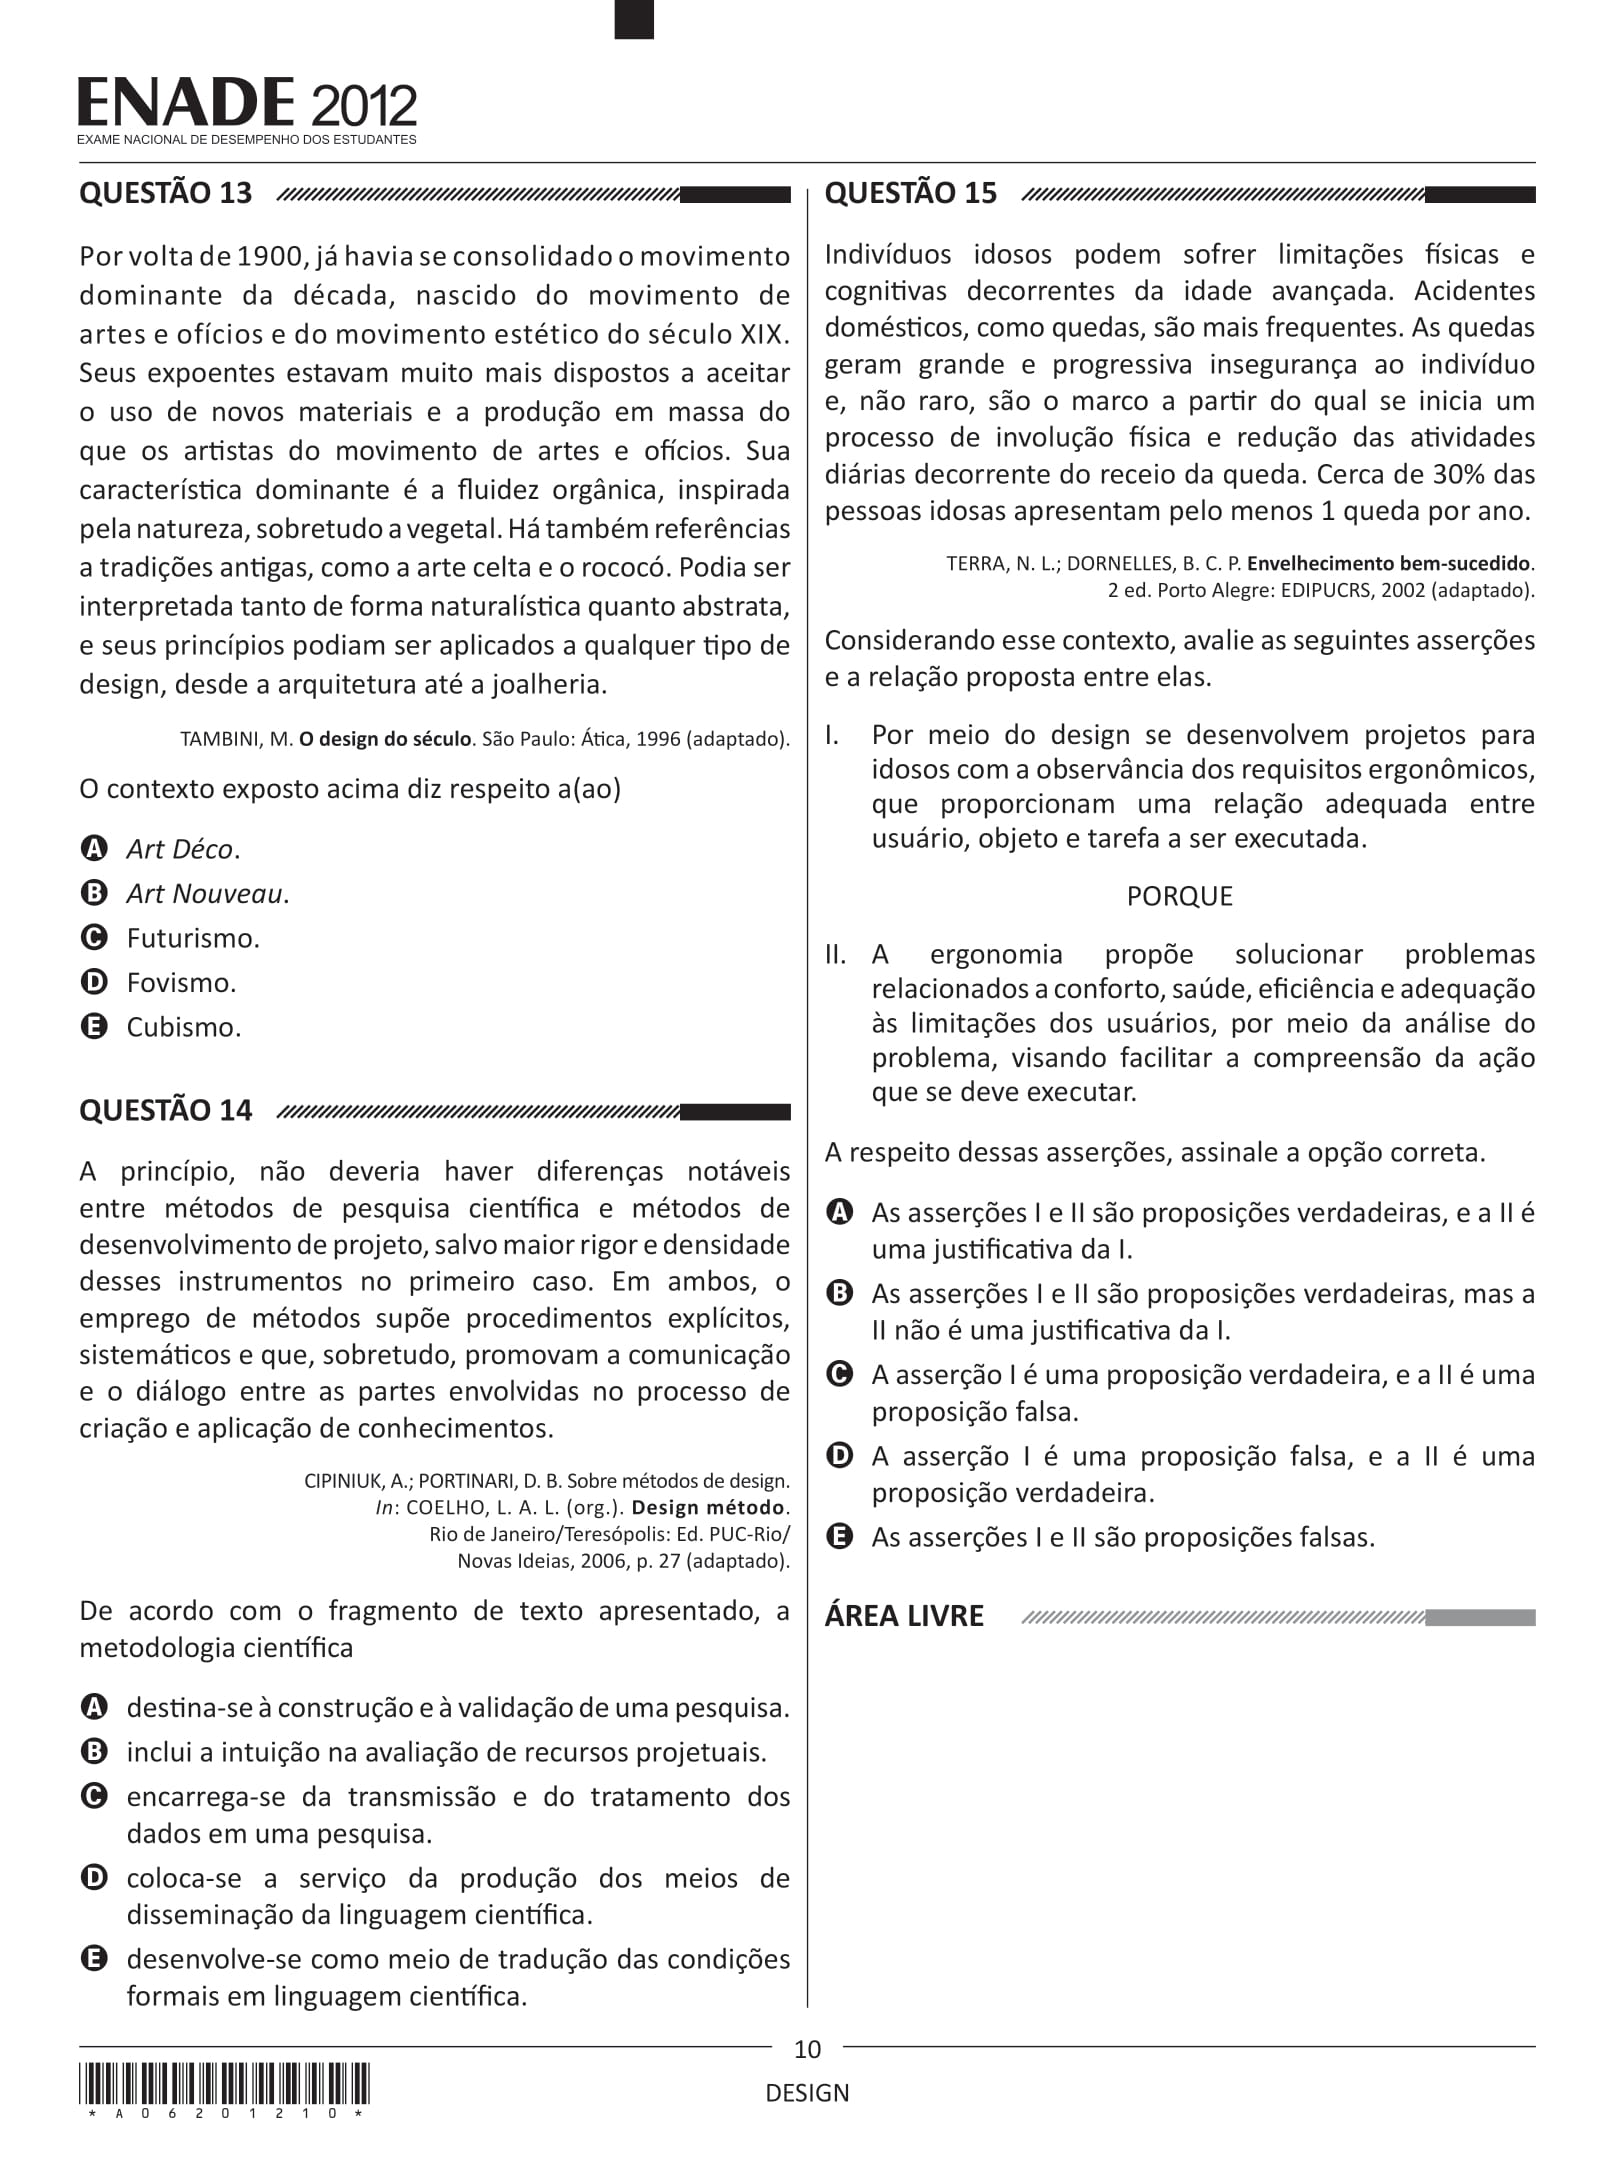 ENADE 2012
EXAME NACIONAL DE DESEMPENHO DOS ESTUDANTES
QUESTÃO 13
Por volta de 1900, já havia se consolidado o movimento
dominante da década, nascido do movimento de
artes e ofícios e do movimento estético do século XIX.
Seus expoentes estavam muito mais dispostos a aceitar
o uso de novos materiais e a produção em massa do
que os artistas do movimento de artes e ofícios. Sua
característica dominante é a fluidez orgânica, inspirada
pela natureza, sobretudo a vegetal. Há também referências
a tradições antigas, como a arte celta e o rococó. Podia ser
interpretada tanto de forma naturalística quanto abstrata,
e seus princípios podiam ser aplicados a qualquer tipo de
design, desde a arquitetura até a joalheria.
TAMBINI, M. O design do século. São Paulo: Ática, 1996 (adaptado).
O contexto exposto acima diz respeito a(ao)
A Art Déco.
B Art Nouveau.
C Futurismo.
D Fovismo.
E Cubismo.
QUESTÃO 14
A princípio, não deveria haver diferenças notáveis
entre métodos de pesquisa científica e métodos de
desenvolvimento de projeto, salvo maior rigor e densidade
desses instrumentos no primeiro caso. Em ambos, o
emprego de métodos supõe procedimentos explícitos,
sistemáticos e que, sobretudo, promovam a comunicação
e o diálogo entre as partes envolvidas no processo de
criação e aplicação de conhecimentos.
CIPINIUK, A.; PORTINARI, D. B. Sobre métodos de design.
In: COELHO, L. A. L. (org.). Design método.
Rio de Janeiro/Teresópolis: Ed. PUC-Rio/
Novas Ideias, 2006, p. 27 (adaptado).
De acordo com o fragmento de texto apresentado, a
metodologia científica
A destina-se à construção e à validação de uma pesquisa.
B inclui a intuição na avaliação de recursos projetuais.
C encarrega-se da transmissão e do tratamento dos
dados em uma pesquisa.
D coloca-se a serviço da produção dos meios de
disseminação da linguagem científica.
E desenvolve-se como meio de tradução das condições
formais em linguagem científica.
QUESTÃO 15
Indivíduos idosos podem sofrer limitações físicas e
cognitivas decorrentes da idade avançada. Acidentes
domésticos, como quedas, são mais frequentes. As quedas
geram grande e progressiva insegurança ao indivíduo
e, não raro, são o marco a partir do qual se inicia um
processo de involução física e redução das atividades
diárias decorrente do receio da queda. Cerca de 30% das
pessoas idosas apresentam pelo menos 1 queda por ano.
TERRA, N. L.; DORNELLES, B. C. P. Envelhecimento bem-sucedido.
2 ed. Porto Alegre: EDIPUCRS, 2002 (adaptado).
Considerando esse contexto, avalie as seguintes asserções
e a relação proposta entre elas.
I. Por meio do design se desenvolvem projetos para
idosos com a observância dos requisitos ergonômicos,
que proporcionam uma relação adequada entre
usuário, objeto e tarefa a ser executada.
PORQUE
II. A ergonomia propõe solucionar problemas
relacionados a conforto, saúde, eficiência e adequação
às limitações dos usuários, por meio da análise do
problema, visando facilitar a compreensão da ação
que se deve executar.
A respeito dessas asserções, assinale a opção correta.
A As asserções I e II são proposições verdadeiras, e a II é
uma justificativa da I.
B As asserções I e II são proposições verdadeiras, mas a
II não é uma justificativa da I.
C A asserção I é uma proposição verdadeira, e a II é uma
proposição falsa.
D A asserção I é uma proposição falsa, e a II é uma
proposição verdadeira.
E As asserções I e II são proposições falsas.
ÁREA LIVRE
10
DESIGN
*A06201210*